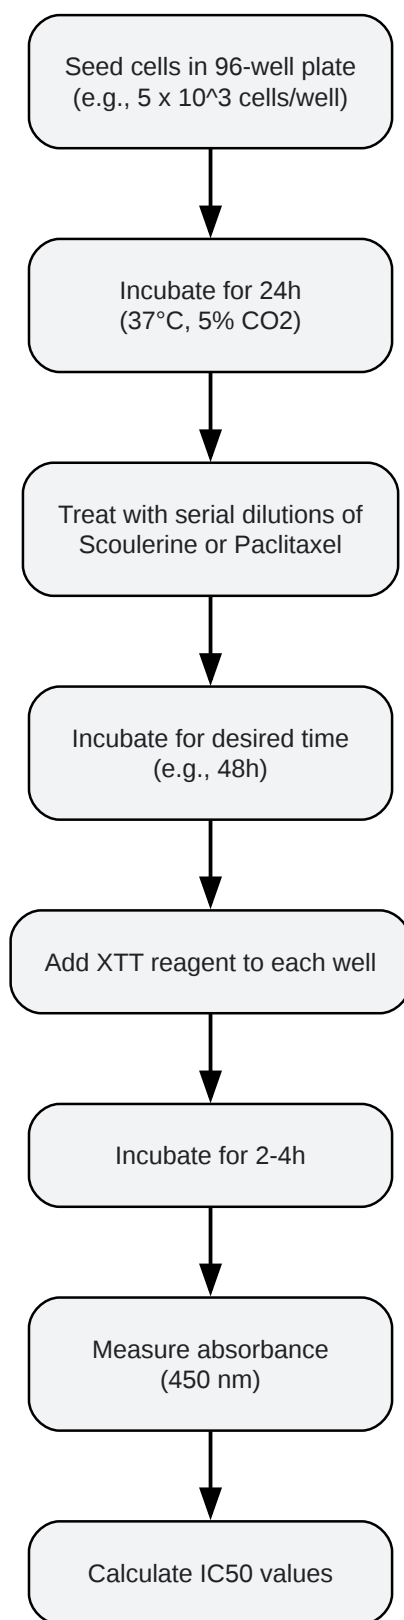 Seed cells in 96-well plate
(e.g., 5 x 10^3 cells/well)
Incubate for 24h
(37°C, 5% CO2)
Treat with serial dilutions of
Scoulerine or Paclitaxel
Incubate for desired time
(e.g., 48h)
Add XTT reagent to each well
Incubate for 2-4h
Measure absorbance
(450 nm)
Calculate IC50 values